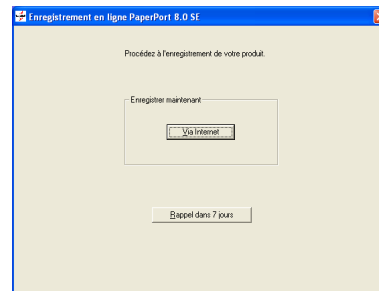 Enregistrement en ligne PaperPort 8.0 SE
Procédez à l'enregistrement de votre produit.
Enregistrer maintenant
Via Internet
Rappel dans 7 jours